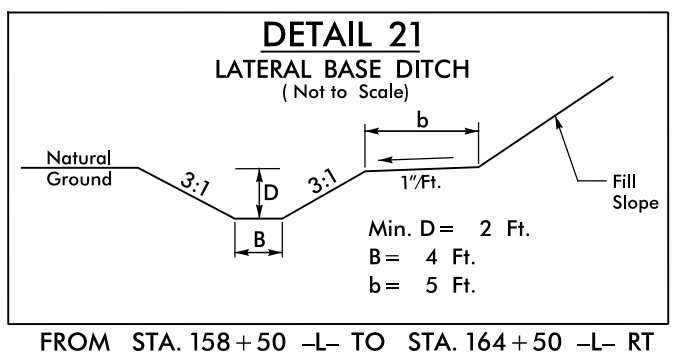 DETAIL 21
LATERAL BASE DITCH
( Not to Scale)
b
Natural
Ground
3:1
D
3:1
1"/Ft.
Fill
Slope
B
Min. D = 2 Ft.
B = 4 Ft.
b = 5 Ft.
FROM STA. 158+50 -L- TO STA. 164+50 -L- RT